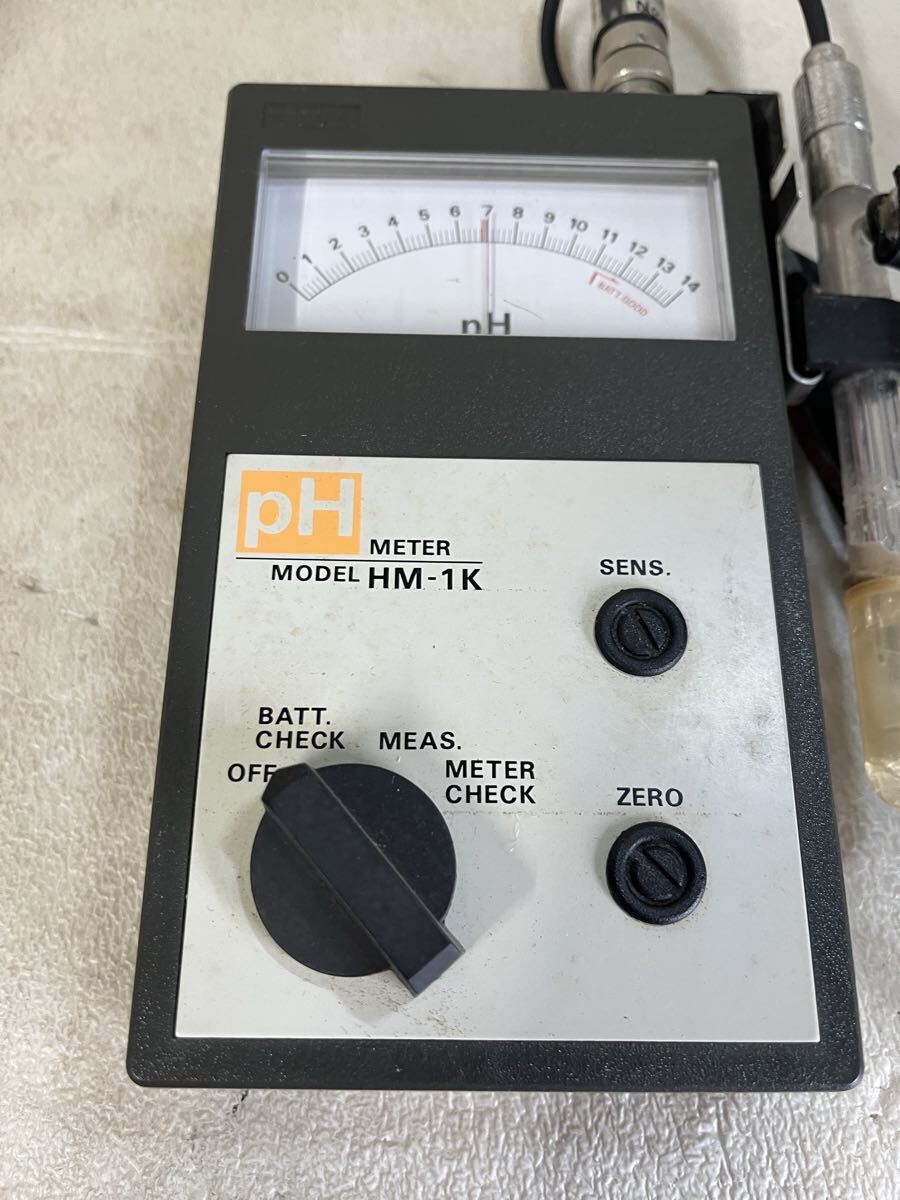 0 1 2 3 4 5 6 7 8 9 10 11 12 13 14
BATT.GOOD
pH
pH
METER
MODEL HM-1K
SENS.
BATT.
CHECK MEAS.
OFF METER
CHECK
ZERO